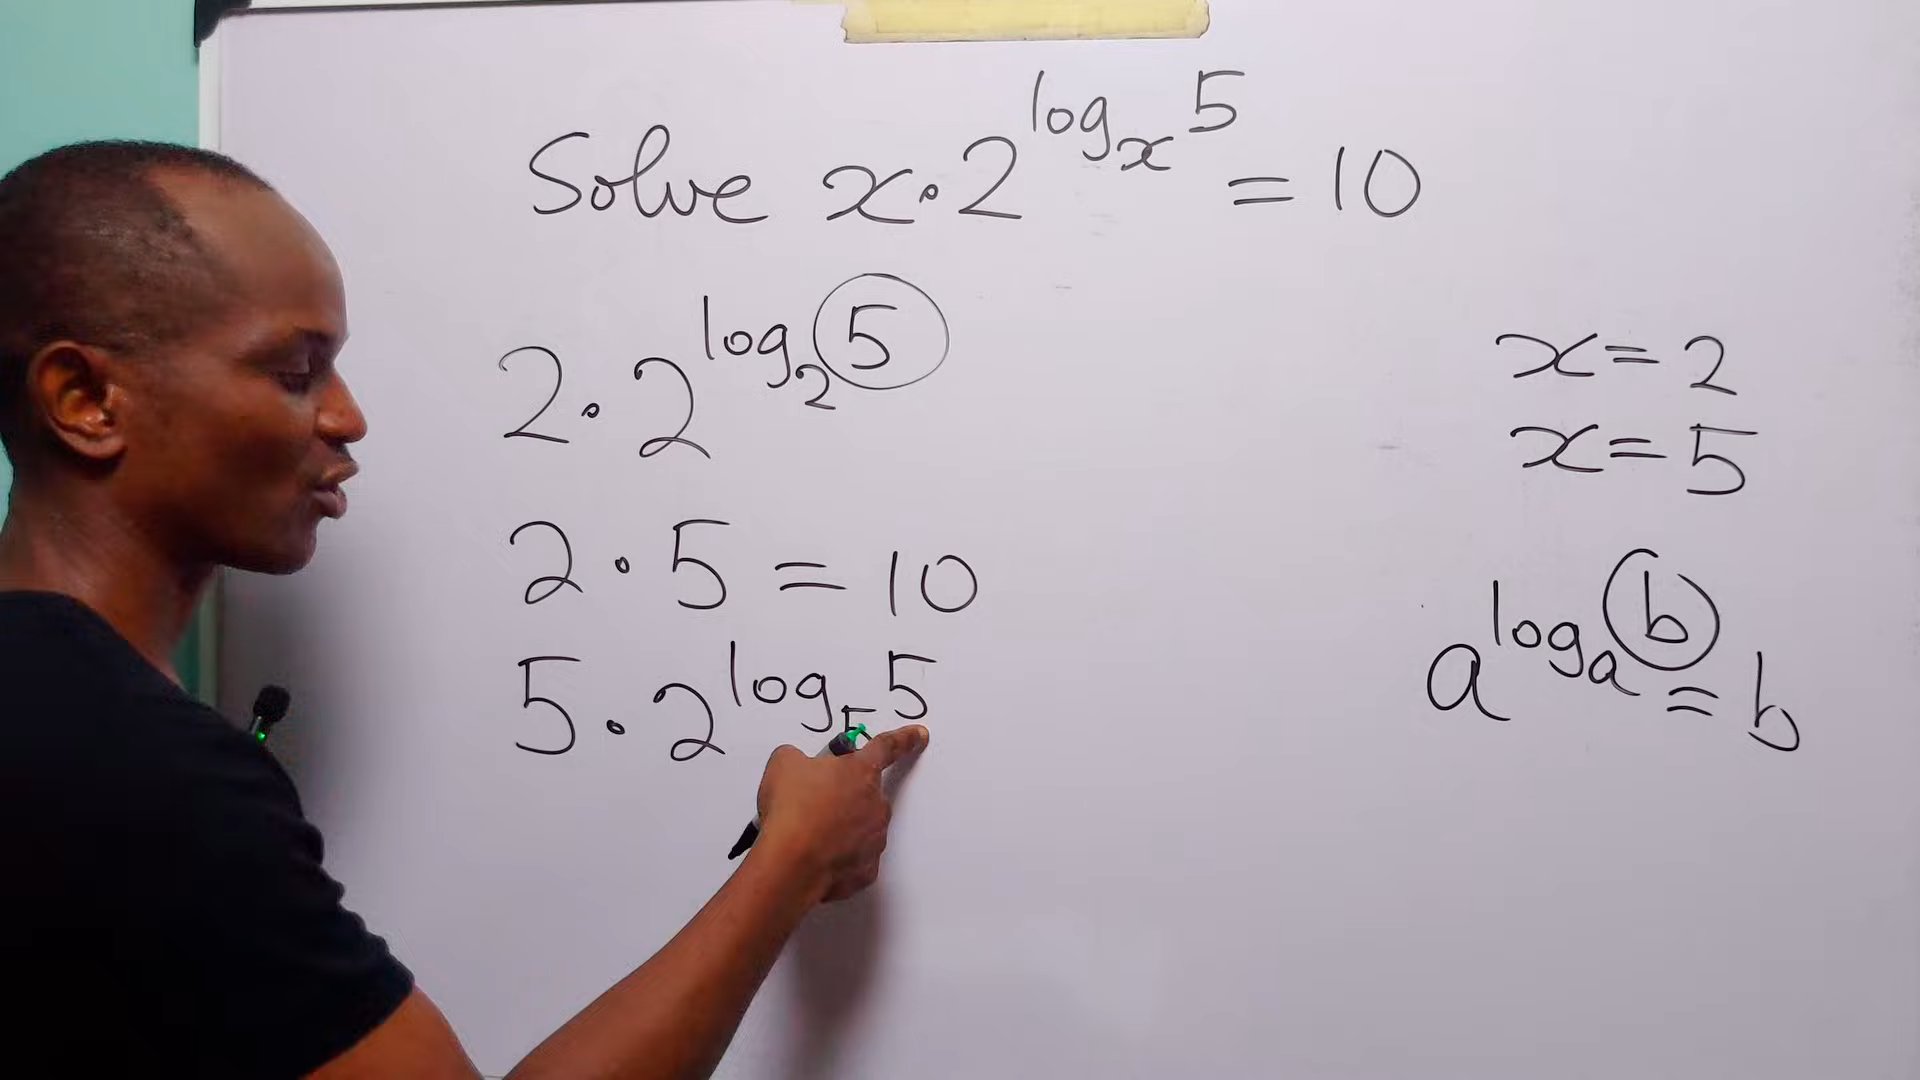 Solve x·2^{log_x 5} = 10
2·2^{log_2 5}
2·5 = 10
5·2^{log_5 5}
x = 2
x = 5
a^{log_a b} = b